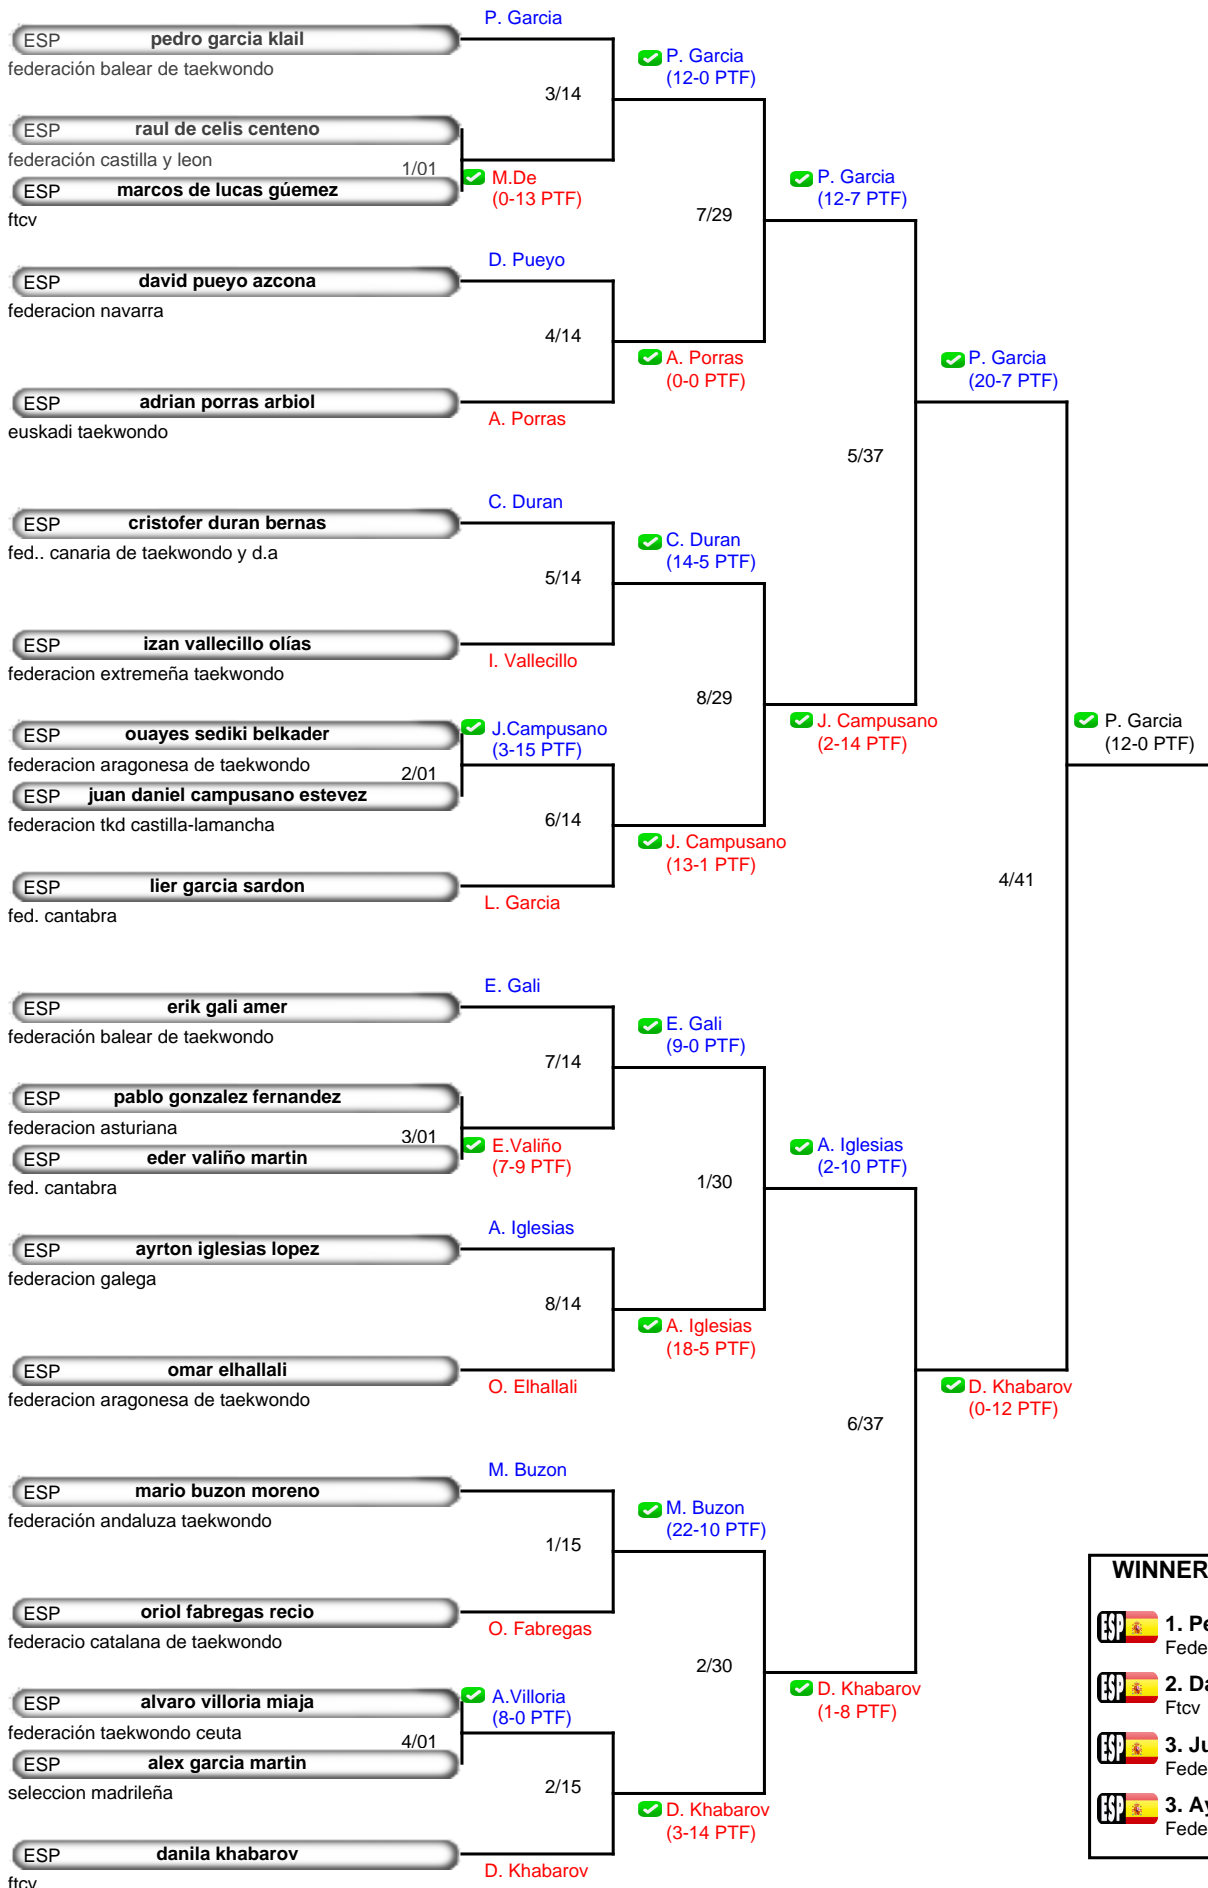 P. Garcia
ESP pedro garcia klail
federación balear de taekwondo
P. Garcia
(12-0 PTF)
3/14
ESP raul de celis centeno
federación castilla y leon
1/01
M.De
(0-13 PTF)
ESP marcos de lucas gúemez
ftcv
P. Garcia
(12-7 PTF)
7/29
D. Pueyo
ESP david pueyo azcona
federacion navarra
4/14
A. Porras
(0-0 PTF)
P. Garcia
(20-7 PTF)
ESP adrian porras arbiol
A. Porras
euskadi taekwondo
5/37
C. Duran
ESP cristofer duran bernas
fed.. canaria de taekwondo y d.a
C. Duran
(14-5 PTF)
5/14
ESP izan vallecillo olías
I. Vallecillo
federacion extremeña taekwondo
8/29
J. Campusano
(2-14 PTF)
P. Garcia
(12-0 PTF)
ESP ouayes sediki belkader
J.Campusano
(3-15 PTF)
federacion aragonesa de taekwondo
2/01
ESP juan daniel campusano estevez
federacion tkd castilla-lamancha
6/14
J. Campusano
(13-1 PTF)
4/41
ESP lier garcia sardon
L. Garcia
fed. cantabra
E. Gali
ESP erik gali amer
federación balear de taekwondo
E. Gali
(9-0 PTF)
7/14
ESP pablo gonzalez fernandez
federacion asturiana
3/01
E.Valiño
(7-9 PTF)
ESP eder valiño martin
fed. cantabra
A. Iglesias
(2-10 PTF)
1/30
A. Iglesias
ESP ayrton iglesias lopez
federacion galega
8/14
A. Iglesias
(18-5 PTF)
ESP omar elhallali
O. Elhallali
federacion aragonesa de taekwondo
D. Khabarov
(0-12 PTF)
6/37
M. Buzon
ESP mario buzon moreno
federación andaluza taekwondo
M. Buzon
(22-10 PTF)
1/15
ESP oriol fabregas recio
O. Fabregas
federacio catalana de taekwondo
2/30
D. Khabarov
(1-8 PTF)
ESP alvaro villoria miaja
A.Villoria
(8-0 PTF)
federación taekwondo ceuta
4/01
ESP alex garcia martin
seleccion madrileña
2/15
D. Khabarov
(3-14 PTF)
ESP danila khabarov
D. Khabarov
ftcv
WINNER
ESP 1. Pe
Fede
ESP 2. Da
Ftcv
ESP 3. Ju
Fede
ESP 3. Ay
Fede